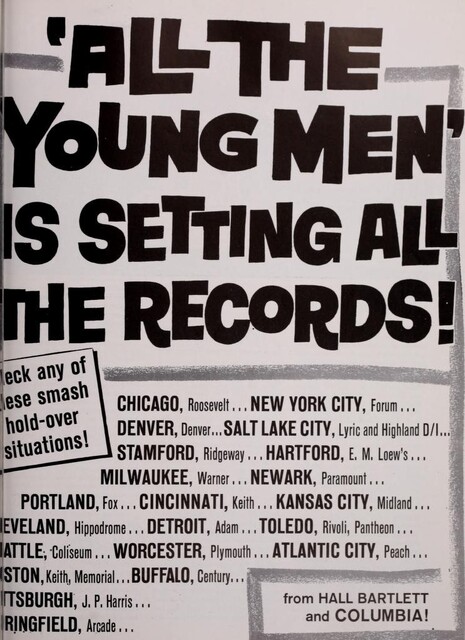 'ALL THE
YOUNG MEN'
IS SETTING ALL
THE RECORDS!
eck any of
ese smash
hold-over
situations!
CHICAGO, Roosevelt ... NEW YORK CITY, Forum ...
DENVER, Denver... SALT LAKE CITY, Lyric and Highland D/I...
STAMFORD, Ridgeway ... HARTFORD, E. M. Loew's ...
MILWAUKEE, Warner ... NEWARK, Paramount ...
PORTLAND, Fox ... CINCINNATI, Keith ... KANSAS CITY, Midland ...
EVELAND, Hippodrome ... DETROIT, Adam ... TOLEDO, Rivoli, Pantheon ...
ATTLE, Coliseum ... WORCESTER, Plymouth ... ATLANTIC CITY, Peach ...
STON, Keith, Memorial ... BUFFALO, Century...
TTSBURGH, J. P. Harris ...
RINGFIELD, Arcade ...
from HALL BARTLETT
and COLUMBIA!